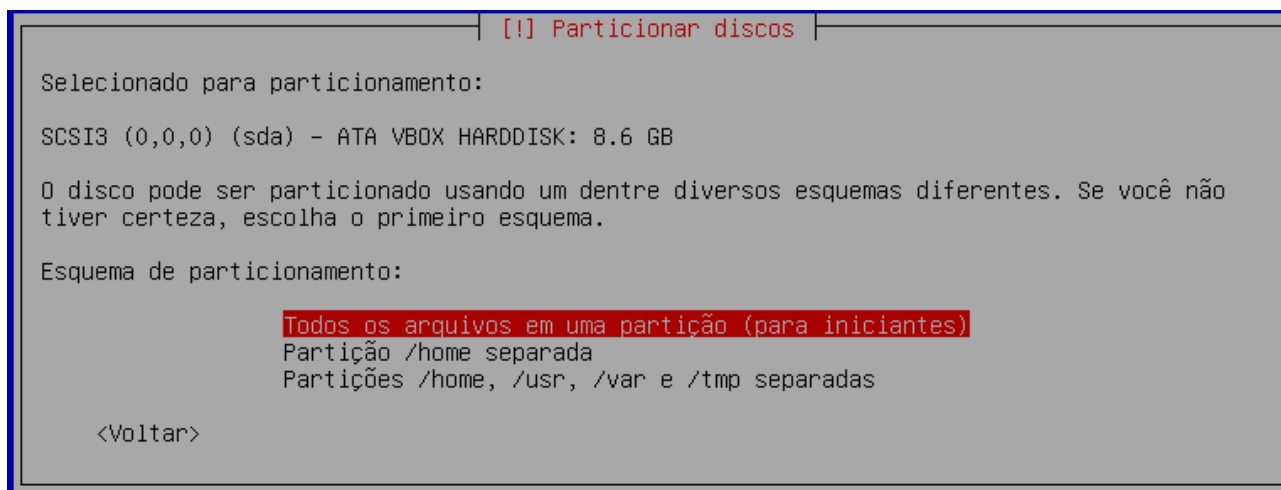 [!] Particionar discos
Selecionado para particionamento:
SCSI3 (0,0,0) (sda) - ATA VBOX HARDDISK: 8.6 GB
O disco pode ser particionado usando um dentre diversos esquemas diferentes. Se você não
tiver certeza, escolha o primeiro esquema.
Esquema de particionamento:
Todos os arquivos em uma partição (para iniciantes)
Partição /home separada
Partições /home, /usr, /var e /tmp separadas
<Voltar>